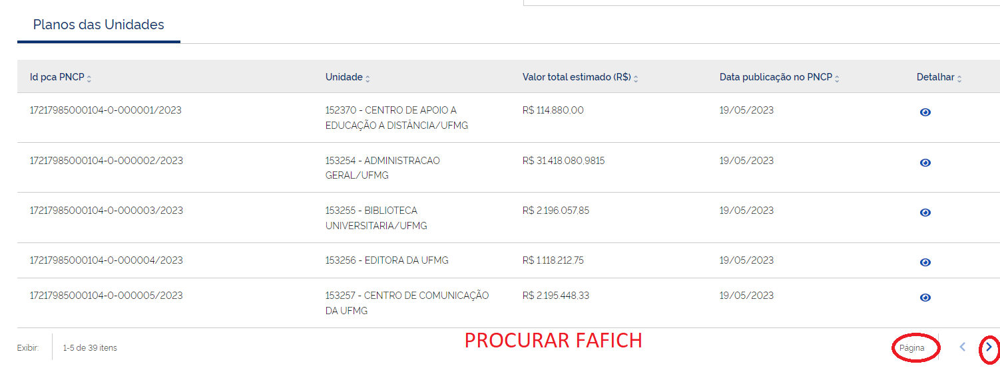 Planos das Unidades
Id pca PNCP Unidade Valor total estimado (R$) Data publicação no PNCP Detalhar
17217985000104-0-000001/2023 152370 - CENTRO DE APOIO A R$ 114.880,00 19/05/2023
EDUCAÇÃO A DISTÂNCIA/UFMG
17217985000104-0-000002/2023 153254 - ADMINISTRACAO R$ 31.418.080,9815 19/05/2023
GERAL/UFMG
17217985000104-0-000003/2023 153255 - BIBLIOTECA R$ 2.196.057,85 19/05/2023
UNIVERSITARIA/UFMG
17217985000104-0-000004/2023 153256 - EDITORA DA UFMG R$ 1.118.212,75 19/05/2023
17217985000104-0-000005/2023 153257 - CENTRO DE COMUNICAÇÃO R$ 2.195.448,33 19/05/2023
DA UFMG
PROCURAR FAFICH
Exibir: 1-5 de 39 itens Página